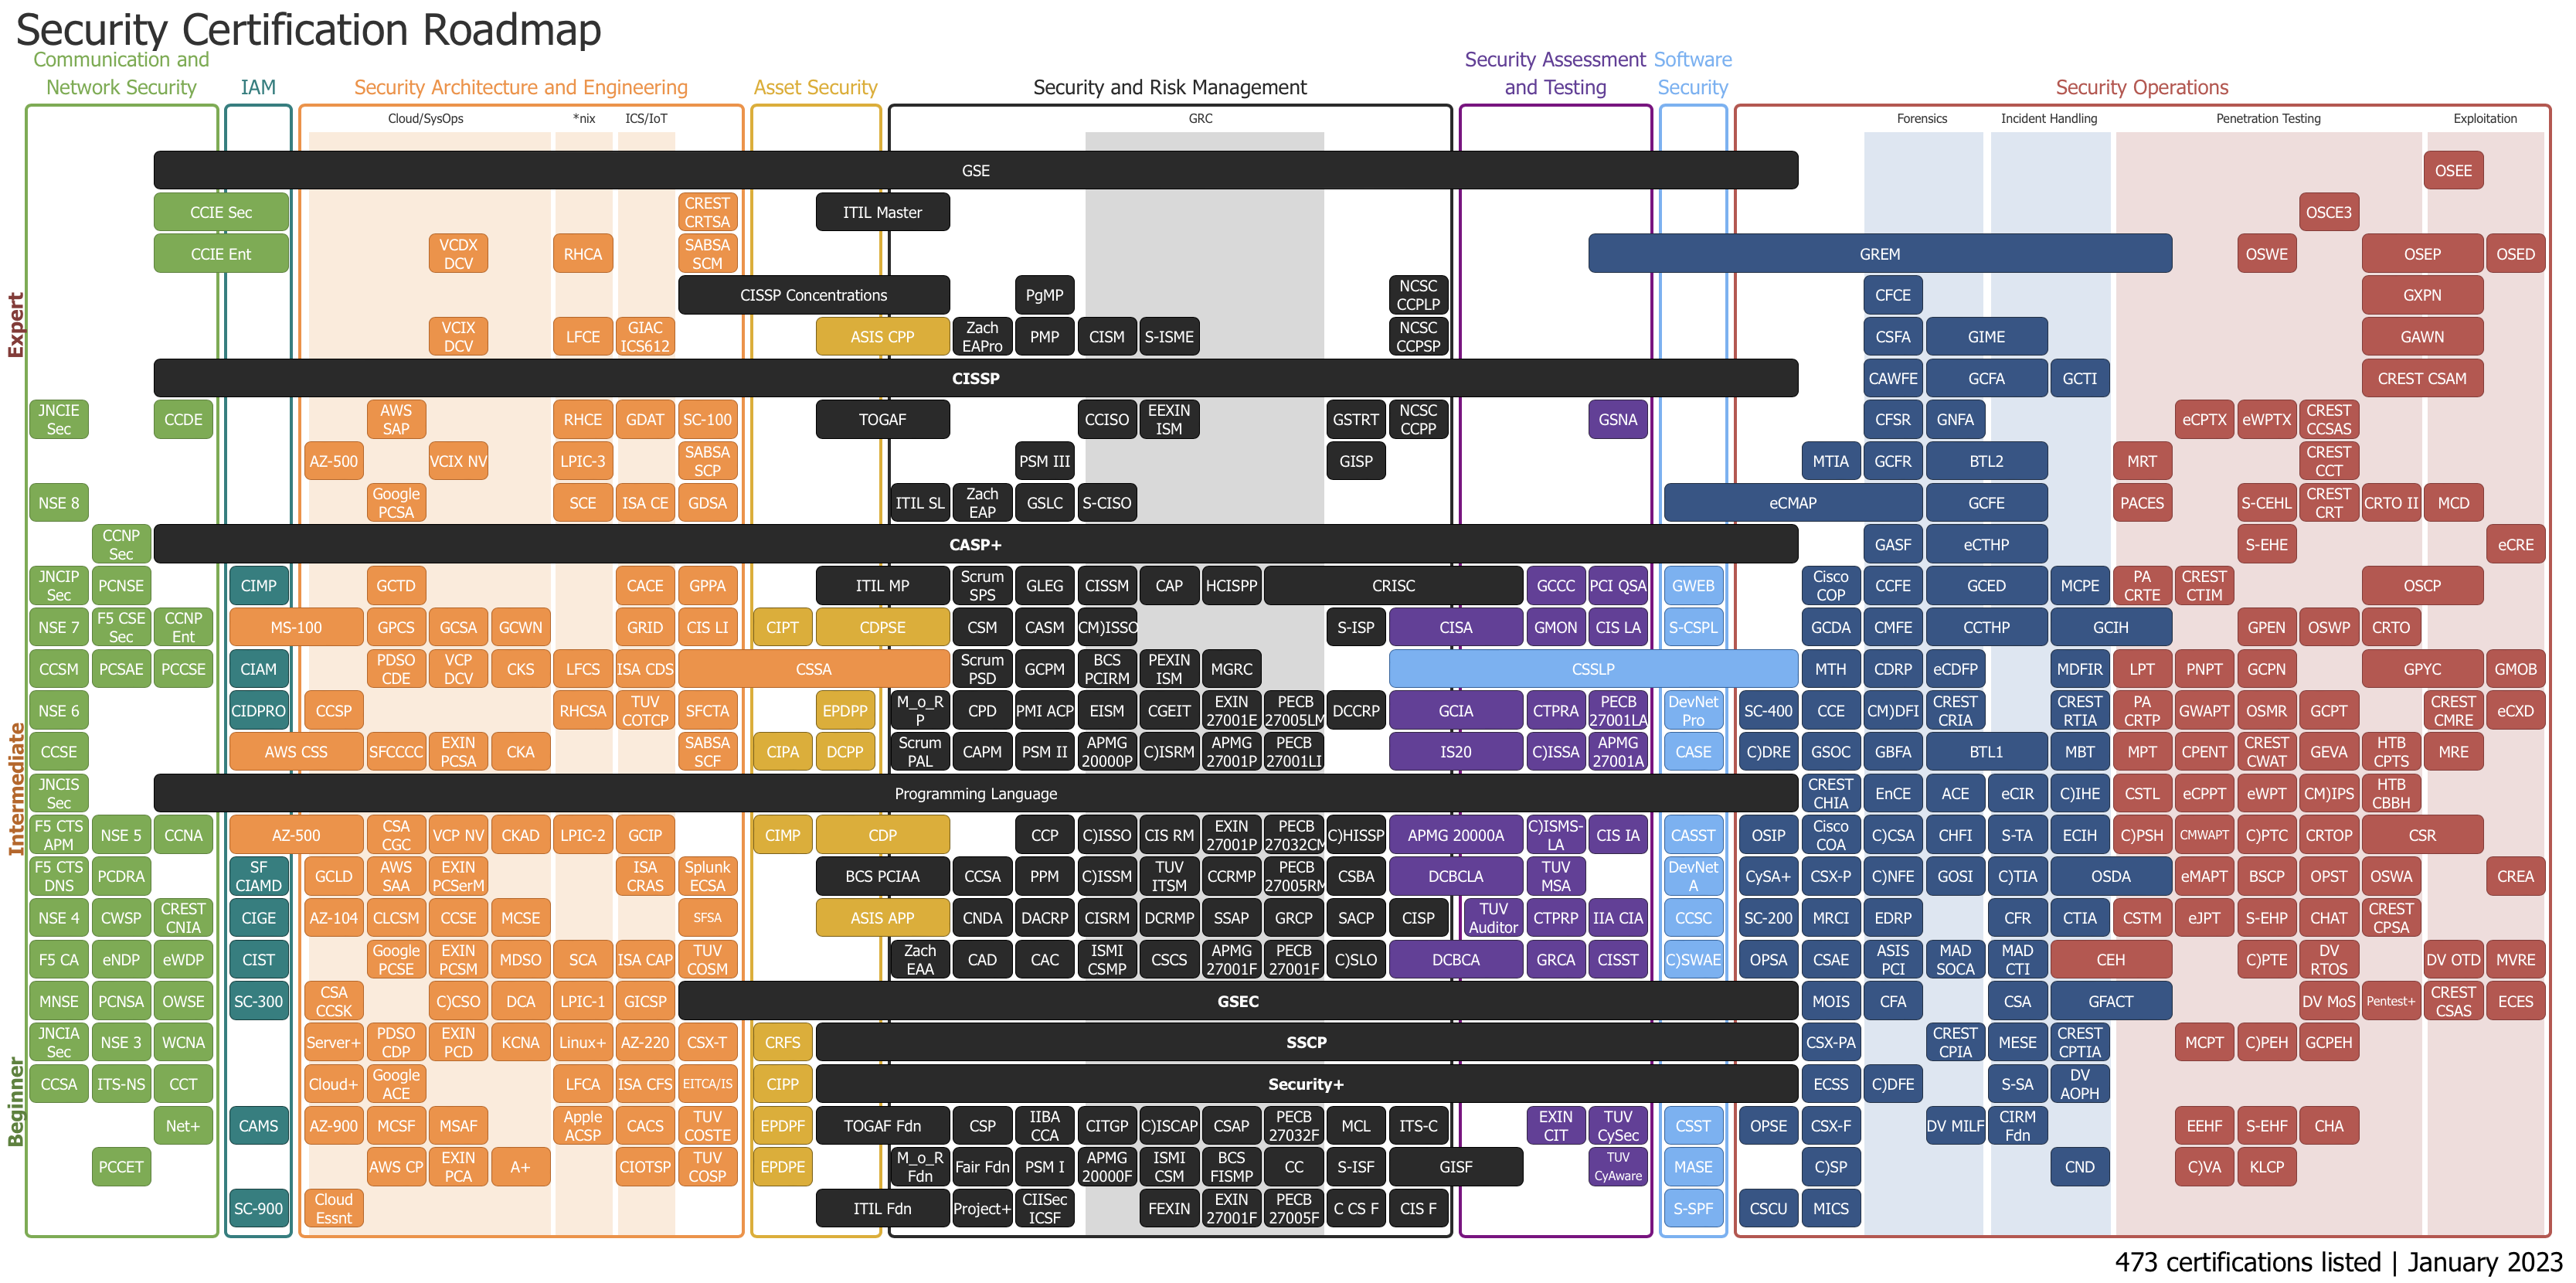 Security Certification Roadmap
Communication and
Network Security
IAM
Security Architecture and Engineering
Asset Security
Security and Risk Management
Security Assessment
and Testing
Software
Security
Security Operations
Cloud/SysOps
*nix
ICS/IoT
GRC
Forensics
Incident Handling
Penetration Testing
Exploitation
Expert
Intermediate
Beginner
GSE
OSEE
CCIE Sec
CREST
CRTSA
ITIL Master
OSCE3
CCIE Ent
VCDX
DCV
RHCA
SABSA
SCM
GREM
OSWE
OSEP
OSED
CISSP Concentrations
PgMP
NCSC
CCPLP
CFCE
GXPN
VCIX
DCV
LFCE
GIAC
ICS612
ASIS CPP
Zach
EAPro
PMP
CISM
S-ISME
NCSC
CCPSP
CSFA
GIME
GAWN
CISSP
CAWFE
GCFA
GCTI
CREST CSAM
JNCIE
Sec
CCDE
AWS
SAP
RHCE
GDAT
SC-100
TOGAF
CCISO
EEXIN
ISM
GSTRT
NCSC
CCPP
GSNA
CFSR
GNFA
eCPTX
eWPTX
CREST
CCSAS
AZ-500
VCIX NV
LPIC-3
SABSA
SCP
PSM III
GISP
MTIA
GCFR
BTL2
MRT
CREST
CCT
NSE 8
Google
PCSA
SCE
ISA CE
GDSA
ITIL SL
Zach
EAP
GSLC
S-CISO
eCMAP
GCFE
PACES
S-CEHL
CREST
CRT
CRTO II
MCD
CCNP
Sec
CASP+
GASF
eCTHP
S-EHE
eCRE
JNCIP
Sec
PCNSE
CIMP
GCTD
CACE
GPPA
ITIL MP
Scrum
SPS
GLEG
CISSM
CAP
HCISPP
CRISC
GCCC
PCI QSA
GWEB
Cisco
COP
CCFE
GCED
MCPE
PA
CRTE
CREST
CTIM
OSCP
NSE 7
F5 CSE
Sec
CCNP
Ent
MS-100
GPCS
GCSA
GCWN
GRID
CIS LI
CIPT
CDPSE
CSM
CASM
CM)ISSO
S-ISP
CISA
GMON
CIS LA
S-CSPL
GCDA
CMFE
CCTHP
GCIH
GPEN
OSWP
CRTO
CCSM
PCSAE
PCCSE
CIAM
PDSO
CDE
VCP
DCV
CKS
LFCS
ISA CDS
CSSA
Scrum
PSD
GCPM
BCS
PCIRM
PEXIN
ISM
MGRC
CSSLP
MTH
CDRP
eCDFP
MDFIR
LPT
PNPT
GCPN
GPYC
GMOB
NSE 6
CIDPRO
CCSP
RHCSA
TUV
COTCP
SFCTA
EPDPP
M_o_R
P
CPD
PMI ACP
EISM
CGEIT
EXIN
27001E
PECB
27005LM
DCCRP
GCIA
CTPRA
PECB
27001LA
DevNet
Pro
SC-400
CCE
CM)DFI
CREST
CRIA
CREST
RTIA
PA
CRTP
GWAPT
OSMR
GCPT
CREST
CMRE
eCXD
CCSE
AWS CSS
SFCCCC
EXIN
PCSA
CKA
SABSA
SCF
CIPA
DCPP
Scrum
PAL
CAPM
PSM II
APMG
20000P
C)ISRM
APMG
27001P
PECB
27001LI
IS20
C)ISSA
APMG
27001A
CASE
C)DRE
GSOC
GBFA
BTL1
MBT
MPT
CPENT
CREST
CWAT
GEVA
HTB
CPTS
MRE
JNCIS
Sec
Programming Language
CREST
CHIA
EnCE
ACE
eCIR
C)IHE
CSTL
eCPPT
eWPT
CM)IPS
HTB
CBBH
F5 CTS
APM
NSE 5
CCNA
AZ-500
CSA
CGC
VCP NV
CKAD
LPIC-2
GCIP
CIMP
CDP
CCP
C)ISSO
CIS RM
EXIN
27001P
PECB
27032CM
C)HISSP
APMG 20000A
C)ISMS-
LA
CIS IA
CASST
OSIP
Cisco
COA
C)CSA
CHFI
S-TA
ECIH
C)PSH
CMWAPT
C)PTC
CRTOP
CSR
F5 CTS
DNS
PCDRA
SF
CIAMD
GCLD
AWS
SAA
EXIN
PCSerM
ISA
CRAS
Splunk
ECSA
BCS PCIAA
CCSA
PPM
C)ISSM
TUV
ITSM
CCRMP
PECB
27005RM
CSBA
DCBCLA
TUV
MSA
DevNet
A
CySA+
CSX-P
C)NFE
GOSI
C)TIA
OSDA
eMAPT
BSCP
OPST
OSWA
CREA
NSE 4
CWSP
CREST
CNIA
CIGE
AZ-104
CLCSM
CCSE
MCSE
SFSA
ASIS APP
CNDA
DACRP
CISRM
DCRMP
SSAP
GRCP
SACP
CISP
TUV
Auditor
CTPRP
IIA CIA
CCSC
SC-200
MRCI
EDRP
CFR
CTIA
CSTM
eJPT
S-EHP
CHAT
CREST
CPSA
F5 CA
eNDP
eWDP
CIST
Google
PCSE
EXIN
PCSM
MDSO
SCA
ISA CAP
TUV
COSM
Zach
EAA
CAD
CAC
ISMI
CSMP
CSCS
APMG
27001F
PECB
27001F
C)SLO
DCBCA
GRCA
CISST
C)SWAE
OPSA
CSAE
ASIS
PCI
MAD
SOCA
MAD
CTI
CEH
C)PTE
DV
RTOS
DV OTD
MVRE
MNSE
PCNSA
OWSE
SC-300
CSA
CCSK
C)CSO
DCA
LPIC-1
GICSP
GSEC
MOIS
CFA
CSA
GFACT
DV MoS
Pentest+
CREST
CSAS
ECES
JNCIA
Sec
NSE 3
WCNA
Server+
PDSO
CDP
EXIN
PCD
KCNA
Linux+
AZ-220
CSX-T
CRFS
SSCP
CSX-PA
CREST
CPIA
MESE
CREST
CPTIA
MCPT
C)PEH
GCPEH
CCSA
ITS-NS
CCT
Cloud+
Google
ACE
LFCA
ISA CFS
EITCA/IS
CIPP
Security+
ECSS
C)DFE
S-SA
DV
AOPH
Net+
CAMS
AZ-900
MCSF
MSAF
Apple
ACSP
CACS
TUV
COSTE
EPDPF
TOGAF Fdn
CSP
IIBA
CCA
CITGP
C)ISCAP
CSAP
PECB
27032F
MCL
ITS-C
EXIN
CIT
TUV
CySec
CSST
OPSE
CSX-F
DV MILF
CIRM
Fdn
EEHF
S-EHF
CHA
PCCET
AWS CP
EXIN
PCA
A+
CIOTSP
TUV
COSP
EPDPE
M_o_R
Fdn
Fair Fdn
PSM I
APMG
20000F
ISMI
CSM
BCS
FISMP
CC
S-ISF
GISF
TUV
CyAware
MASE
C)SP
CND
C)VA
KLCP
SC-900
Cloud
Essnt
ITIL Fdn
Project+
CIISec
ICSF
FEXIN
EXIN
27001F
PECB
27005F
C CS F
CIS F
S-SPF
CSCU
MICS
473 certifications listed | January 2023